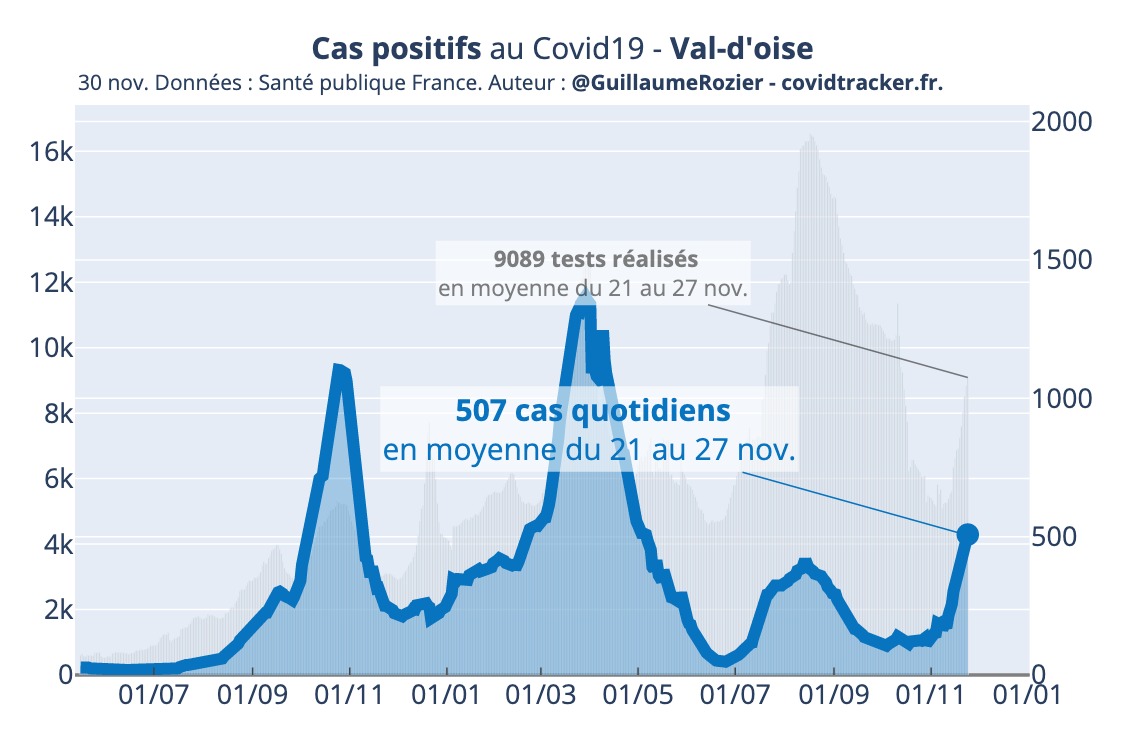 Cas positifs au Covid19 - Val-d'oise
30 nov. Données : Santé publique France. Auteur : @GuillaumeRozier - covidtracker.fr.
2000
16k
14k
9089 tests réalisés
1500
en moyenne du 21 au 27 nov.
12k
10k
1000
8k
507 cas quotidiens
en moyenne du 21 au 27 nov.
6k
4k
500
2k
0
0
01/07 01/09 01/11 01/01 01/03 01/05 01/07 01/09 01/11 01/01